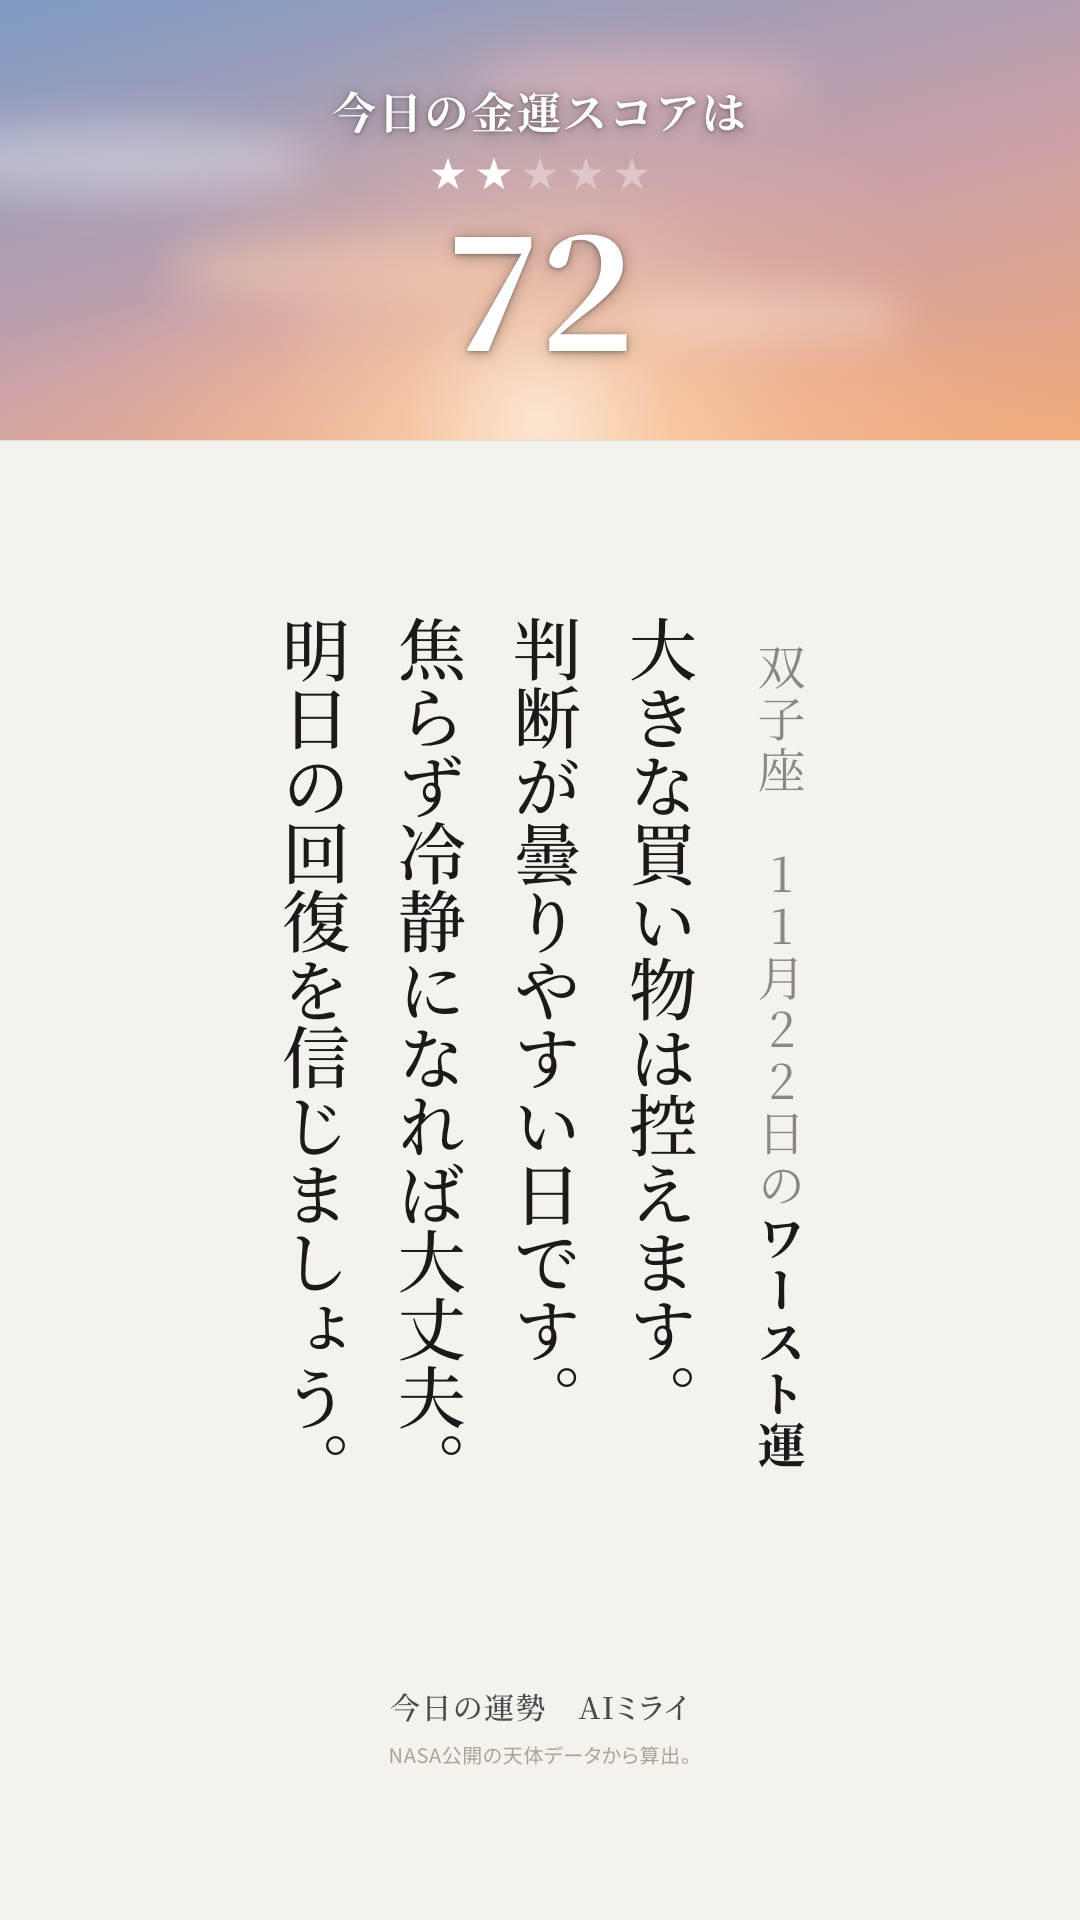 今日の金運スコアは
★★★★★
72
双子座　11月22日のワースト運
大きな買い物は控えます。
判断が曇りやすい日です。
焦らず冷静になれば大丈夫。
明日の回復を信じましょう。
今日の運勢　AIミライ
NASA公開の天体データから算出。